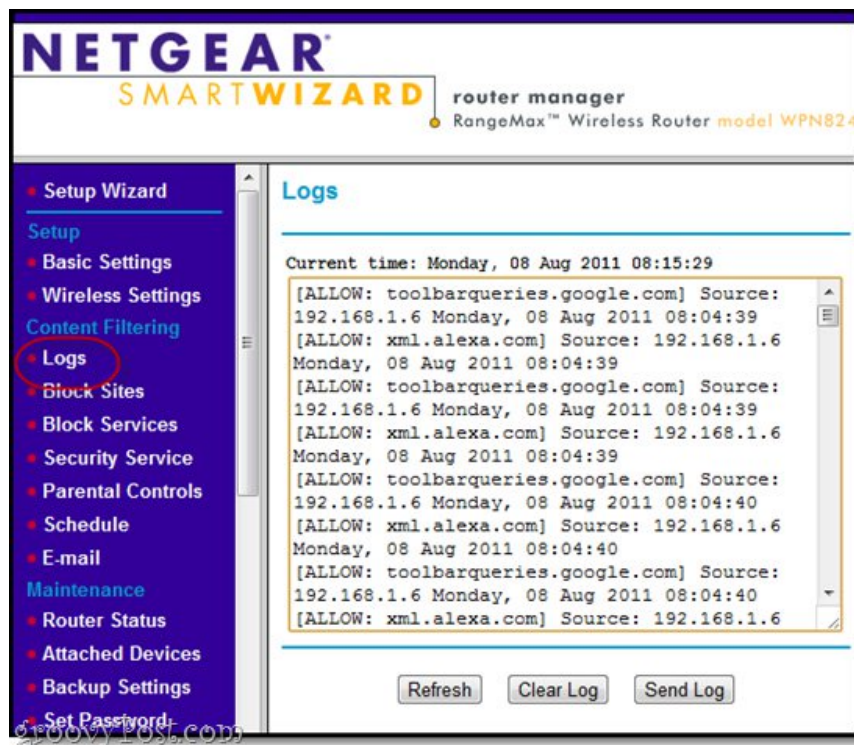 NETGEAR
SMARTWIZARD
router manager
RangeMax™ Wireless Router model WPN824
Setup Wizard
Setup
Basic Settings
Wireless Settings
Content Filtering
Logs
Block Sites
Block Services
Security Service
Parental Controls
Schedule
E-mail
Maintenance
Router Status
Attached Devices
Backup Settings
Set Password
Logs
Current time: Monday, 08 Aug 2011 08:15:29
[ALLOW: toolbarqueries.google.com] Source:
192.168.1.6 Monday, 08 Aug 2011 08:04:39
[ALLOW: xml.alexa.com] Source: 192.168.1.6
Monday, 08 Aug 2011 08:04:39
[ALLOW: toolbarqueries.google.com] Source:
192.168.1.6 Monday, 08 Aug 2011 08:04:39
[ALLOW: xml.alexa.com] Source: 192.168.1.6
Monday, 08 Aug 2011 08:04:39
[ALLOW: toolbarqueries.google.com] Source:
192.168.1.6 Monday, 08 Aug 2011 08:04:40
[ALLOW: xml.alexa.com] Source: 192.168.1.6
Monday, 08 Aug 2011 08:04:40
[ALLOW: toolbarqueries.google.com] Source:
192.168.1.6 Monday, 08 Aug 2011 08:04:40
[ALLOW: xml.alexa.com] Source: 192.168.1.6
Refresh Clear Log Send Log
groovyPost.com